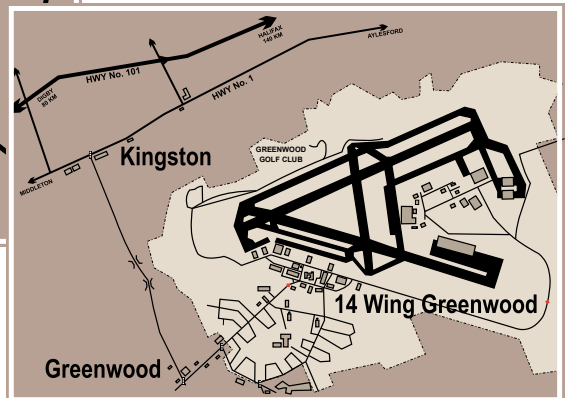 HALIFAX
140 KM
AYLESFORD
HWY No. 101
DIGBY
80 KM
HWY No. 1
Kingston
GREENWOOD
GOLF CLUB
MIDDLETON
14 Wing Greenwood
Greenwood